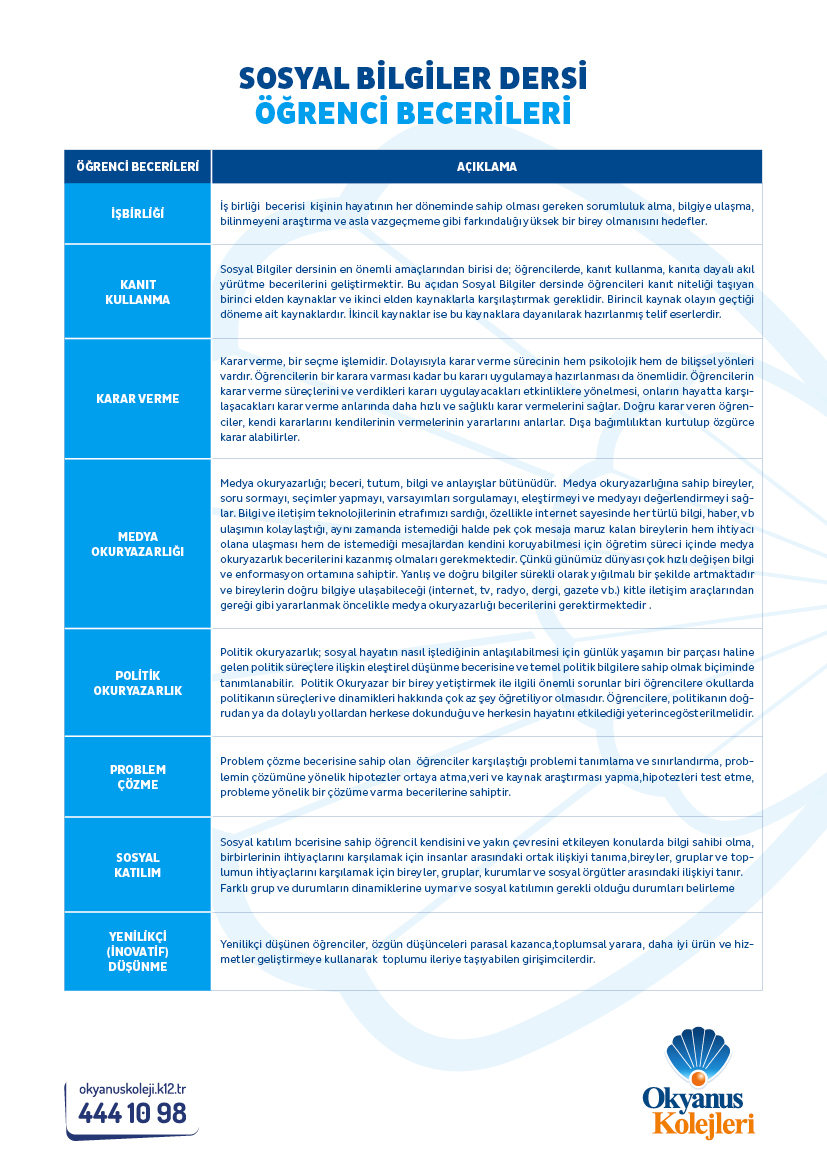 SOSYAL BİLGİLER DERSİ
ÖĞRENCİ BECERİLERİ
ÖĞRENCİ BECERİLERİ
AÇIKLAMA
İŞBİRLİĞİ
İş birliği becerisi kişinin hayatının her döneminde sahip olması gereken sorumluluk alma, bilgiye ulaşma,
bilinmeyeni araştırma ve asla vazgeçmeme gibi farkındalığı yüksek bir birey olmanısını hedefler.
KANIT
KULLANMA
Sosyal Bilgiler dersinin en önemli amaçlarından birisi de; öğrencilerde, kanıt kullanma, kanıta dayalı akıl
yürütme becerilerini geliştirmektir. Bu açıdan Sosyal Bilgiler dersinde öğrencileri kanıt niteliği taşıyan
birinci elden kaynaklar ve ikinci elden kaynaklarla karşılaştırmak gereklidir. Birincil kaynak olayın geçtiği
döneme ait kaynaklardır. İkincil kaynaklar ise bu kaynaklara dayanılarak hazırlanmış telif eserlerdir.
KARAR VERME
Karar verme, bir seçme işlemidir. Dolayısıyla karar verme sürecinin hem psikolojik hem de bilişsel yönleri
vardır. Öğrencilerin bir karara varması kadar bu kararı uygulamaya hazırlanması da önemlidir. Öğrencilerin
karar verme süreçlerini ve verdikleri kararı uygulayacakları etkinliklere yönelmesi, onların hayatta karşı-
laşacakları karar verme anlarında daha hızlı ve sağlıklı karar vermelerini sağlar. Doğru karar veren öğren-
ciler, kendi kararlarını kendilerinin vermelerinin yararlarını anlarlar. Dışa bağımlılıktan kurtulup özgürce
karar alabilirler.
MEDYA
OKURYAZARLIĞI
Medya okuryazarlığı; beceri, tutum, bilgi ve anlayışlar bütünüdür. Medya okuryazarlığına sahip bireyler,
soru sormayı, seçimler yapmayı, varsayımları sorgulamayı, eleştirmeyi ve medyayı değerlendirmeyi sağ-
lar. Bilgi ve iletişim teknolojilerinin etrafımızı sardığı, özellikle internet sayesinde her türlü bilgi, haber, vb
ulaşımın kolaylaştığı, aynı zamanda istemediği halde pek çok mesaja maruz kalan bireylerin hem ihtiyacı
olana ulaşması hem de istemediği mesajlardan kendini koruyabilmesi için öğretim süreci içinde medya
okuryazarlık becerilerini kazanmış olmaları gerekmektedir. Çünkü günümüz dünyası çok hızlı değişen bilgi
ve enformasyon ortamına sahiptir. Yanlış ve doğru bilgiler sürekli olarak yığılmalı bir şekilde artmaktadır
ve bireylerin doğru bilgiye ulaşabileceği (internet, tv, radyo, dergi, gazete vb.) kitle iletişim araçlarından
gereği gibi yararlanmak öncelikle medya okuryazarlığı becerilerini gerektirmektedir .
POLİTİK
OKURYAZARLIK
Politik okuryazarlık; sosyal hayatın nasıl işlediğinin anlaşılabilmesi için günlük yaşamın bir parçası haline
gelen politik süreçlere ilişkin eleştirel düşünme becerisine ve temel politik bilgilere sahip olmak biçiminde
tanımlanabilir. Politik Okuryazar bir birey yetiştirmek ile ilgili önemli sorunlar biri öğrencilere okullarda
politikanın süreçleri ve dinamikleri hakkında çok az şey öğretiliyor olmasıdır. Öğrencilere, politikanın doğ-
rudan ya da dolaylı yollardan herkese dokunduğu ve herkesin hayatını etkilediği yeterincegösterilmelidir.
PROBLEM
ÇÖZME
Problem çözme becerisine sahip olan öğrenciler karşılaştığı problemi tanımlama ve sınırlandırma, prob-
lemin çözümüne yönelik hipotezler ortaya atma,veri ve kaynak araştırması yapma,hipotezleri test etme,
probleme yönelik bir çözüme varma becerilerine sahiptir.
SOSYAL
KATILIM
Sosyal katılım bcerisine sahip öğrencil kendisini ve yakın çevresini etkileyen konularda bilgi sahibi olma,
birbirlerinin ihtiyaçlarını karşılamak için insanlar arasındaki ortak ilişkiyi tanıma,bireyler, gruplar ve top-
lumun ihtiyaçlarını karşılamak için bireyler, gruplar, kurumlar ve sosyal örgütler arasındaki ilişkiyi tanır.
Farklı grup ve durumların dinamiklerine uymar ve sosyal katılımın gerekli olduğu durumları belirleme
YENİLİKÇİ
(İNOVATİF)
DÜŞÜNME
Yenilikçi düşünen öğrenciler, özgün düşünceleri parasal kazanca,toplumsal yarara, daha iyi ürün ve hiz-
metler geliştirmeye kullanarak toplumu ileriye taşıyabilen girişimcilerdir.
okyanuskoleji.k12.tr
444 10 98
Okyanus
Kolejleri